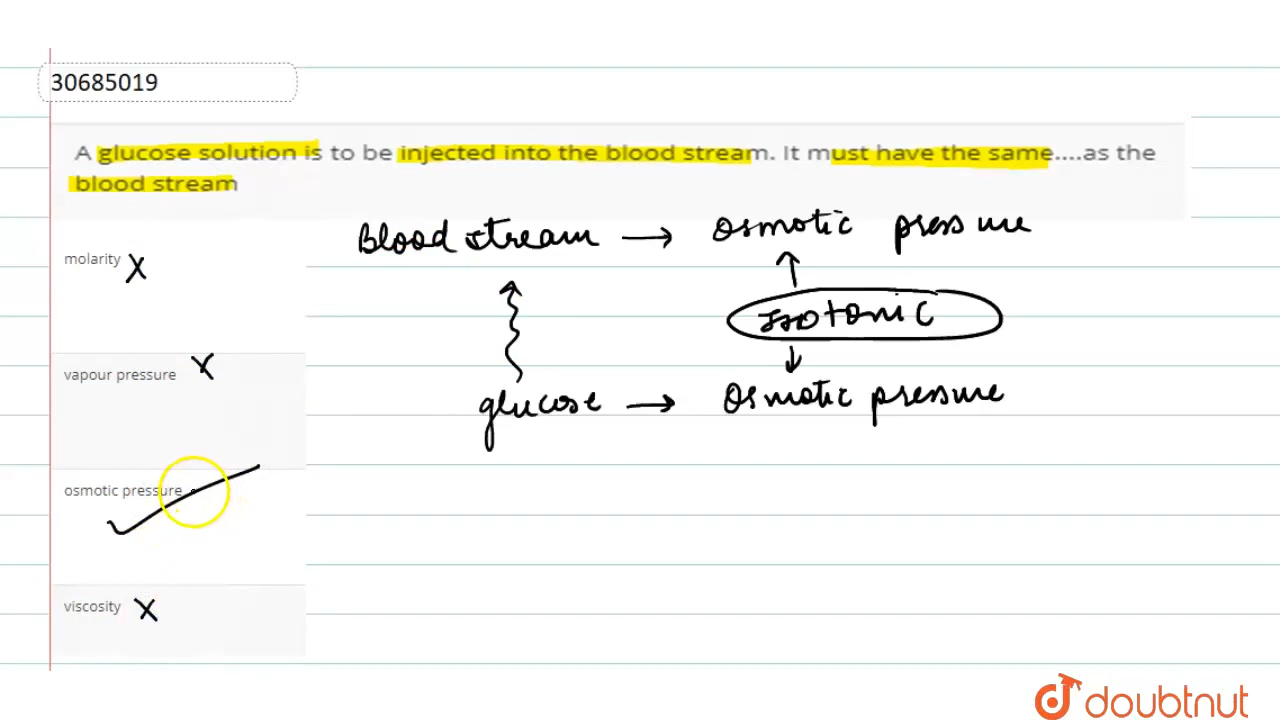 30685019
A glucose solution is to be injected into the blood stream. It must have the same....as the
blood stream
Blood stream → osmotic pressure
molarity X
isotonic
vapour pressure X
glucose → osmotic pressure
osmotic pressure
viscosity X
doubtnut